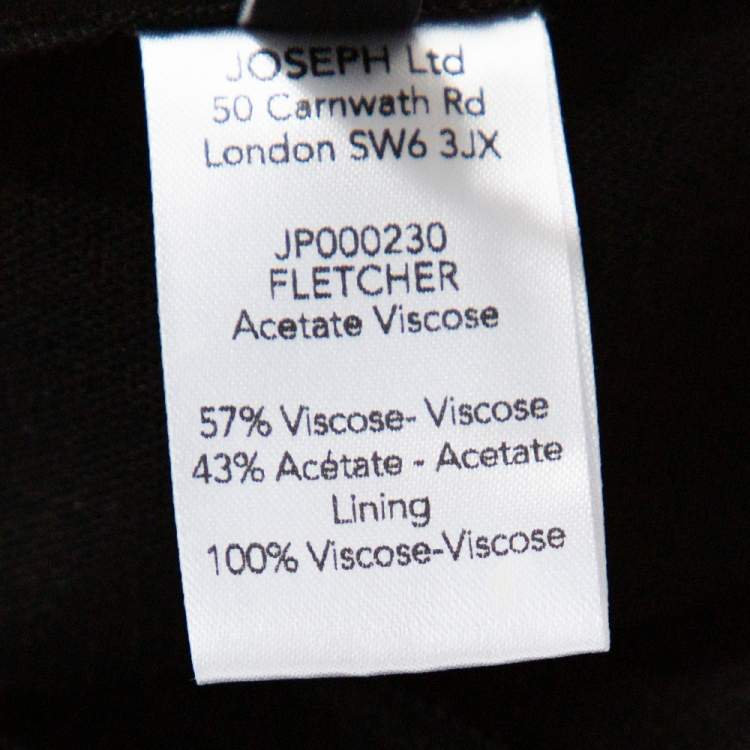 JOSEPH Ltd
50 Carnwath Rd
London SW6 3JX
JP000230
FLETCHER
Acetate Viscose
57% Viscose- Viscose
43% Acétate - Acetate
Lining
100% Viscose-Viscose